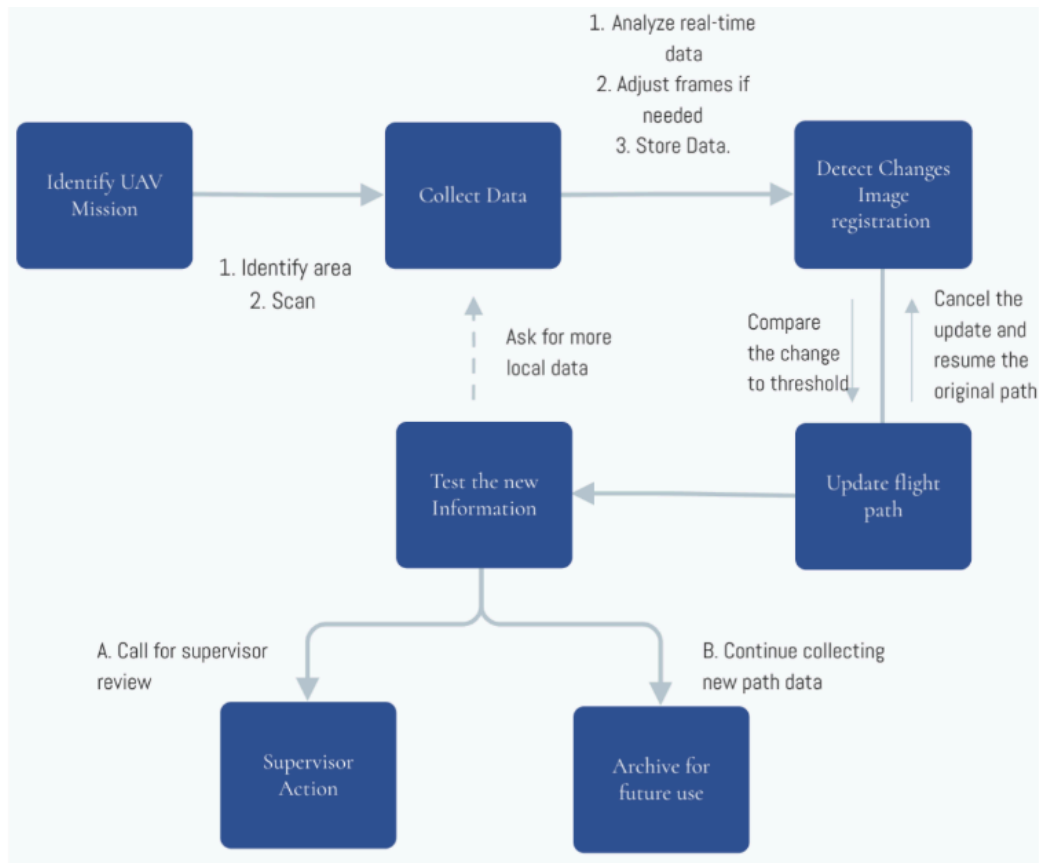 1. Analyze real-time
data
2. Adjust frames if
needed
3. Store Data.
Identify UAV
Mission
Collect Data
Detect Changes
Image
registration
1. Identify area
2. Scan
Ask for more
local data
Compare
the change
to threshold
Cancel the
update and
resume the
original path
Test the new
Information
Update flight
path
A. Call for supervisor
review
B. Continue collecting
new path data
Supervisor
Action
Archive for
future use